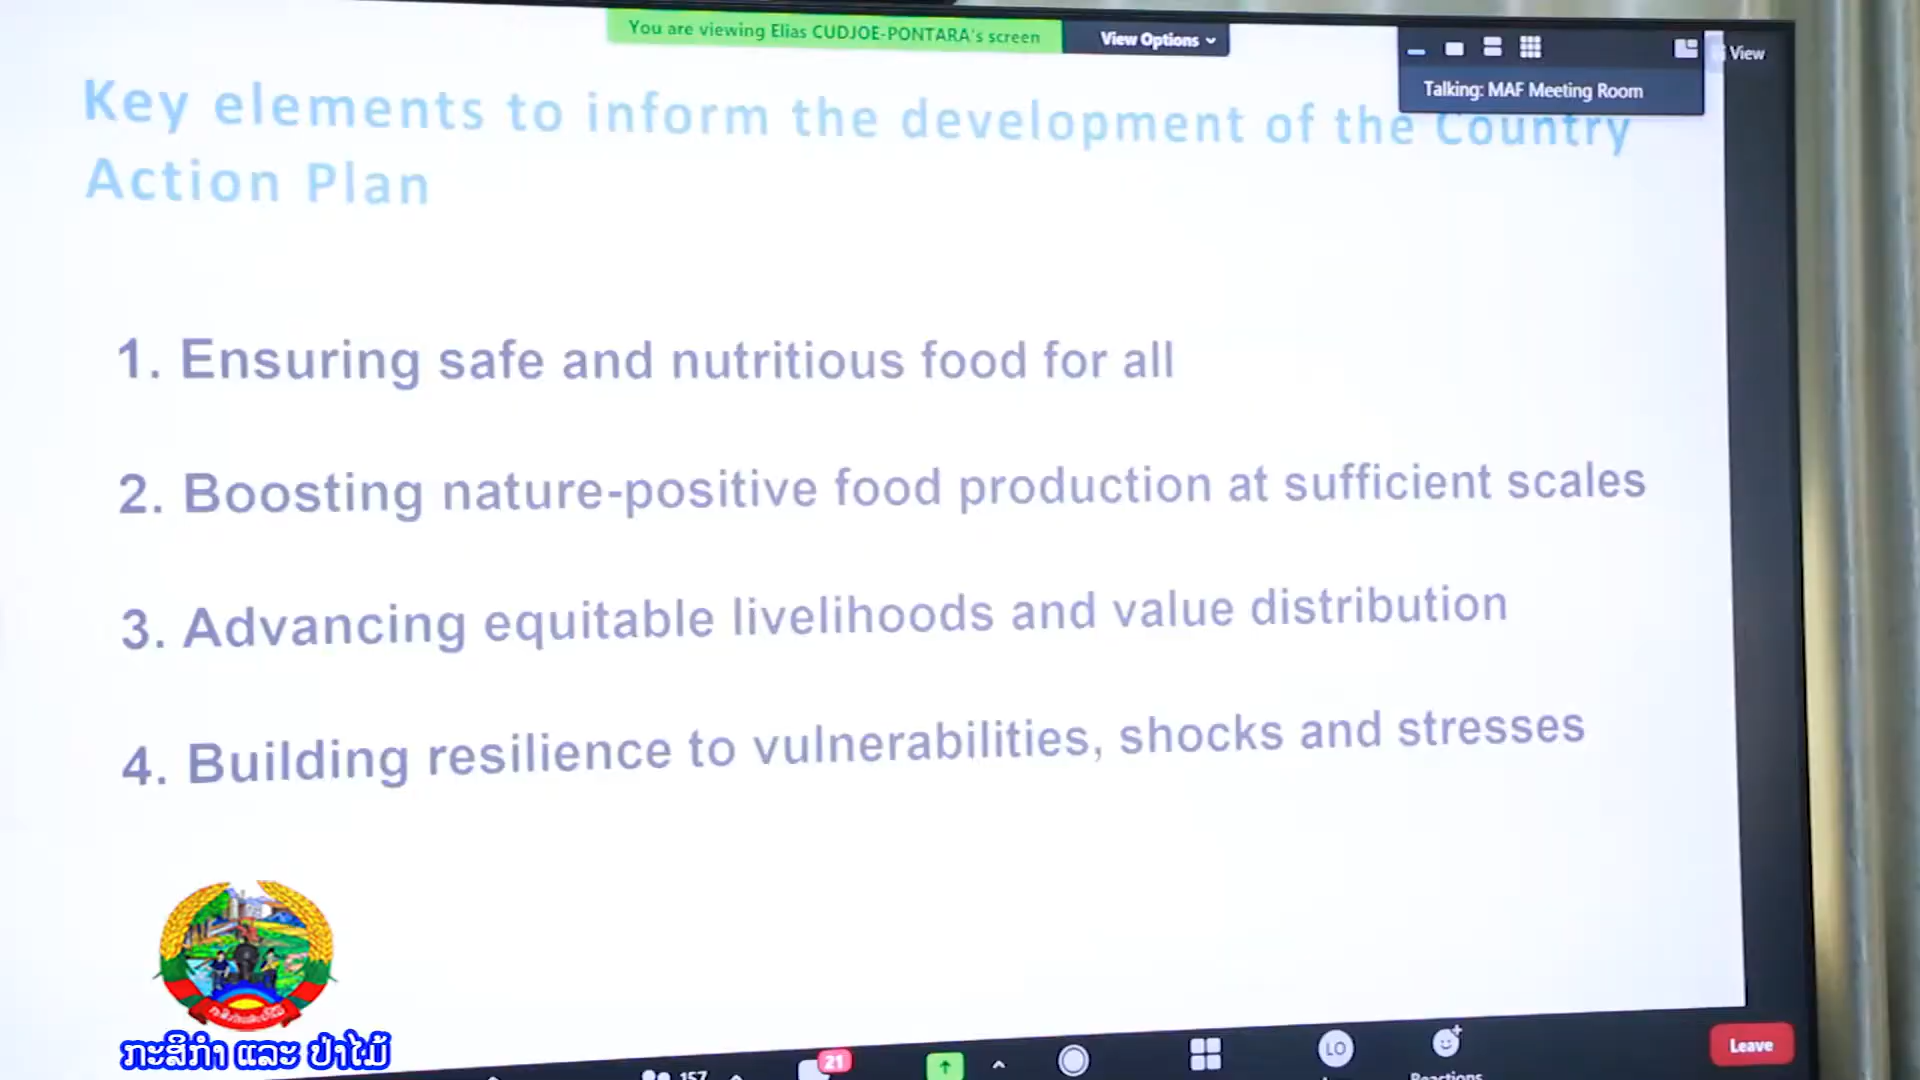 You are viewing Elias CUDJOE-PONTARA's screen
View Options
View
Talking: MAF Meeting Room
Key elements to inform the development of the Country
Action Plan
1. Ensuring safe and nutritious food for all
2. Boosting nature-positive food production at sufficient scales
3. Advancing equitable livelihoods and value distribution
4. Building resilience to vulnerabilities, shocks and stresses
ກະສິກຳ ແລະ ປ່າໄມ້
157
21
LO
Reactions
Leave